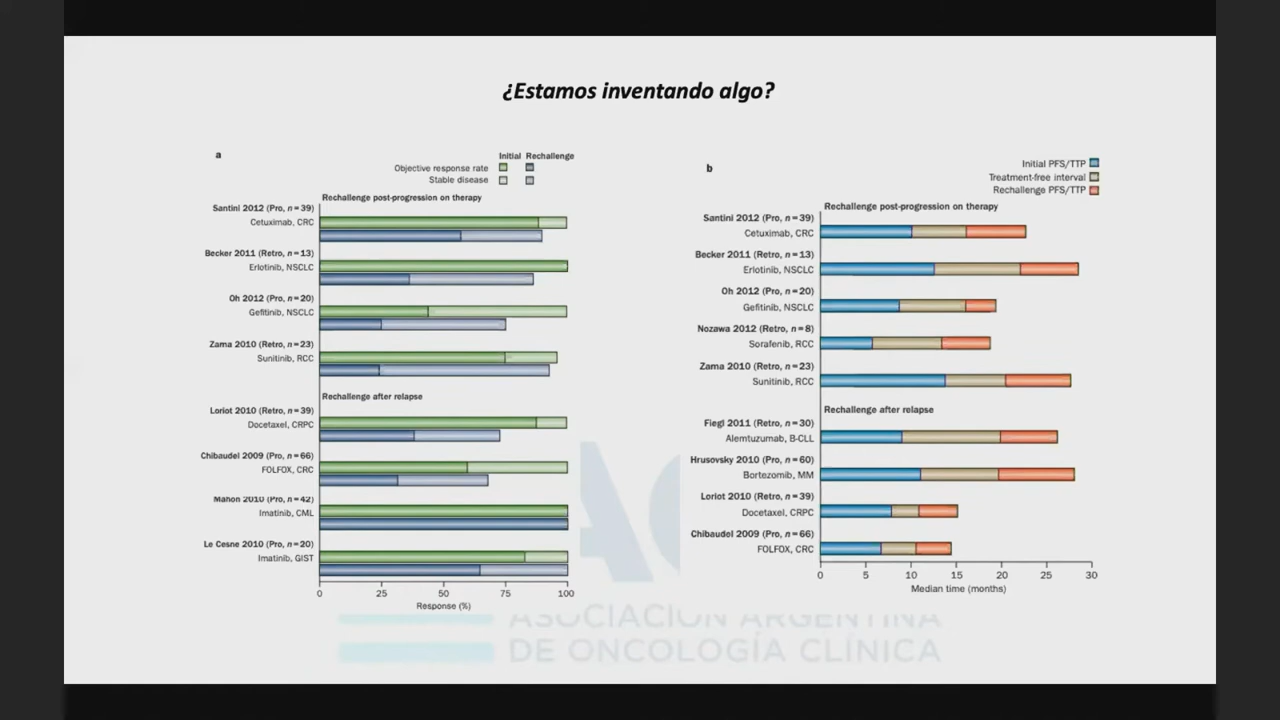 ¿Estamos inventando algo?
a
Initial Rechallenge
Objective response rate
Stable disease
Rechallenge post-progression on therapy
Santini 2012 (Pro, n=39)
Cetuximab, CRC
Becker 2011 (Retro, n=13)
Erlotinib, NSCLC
Oh 2012 (Pro, n=20)
Gefitinib, NSCLC
Zama 2010 (Retro, n=23)
Sunitinib, RCC
Rechallenge after relapse
Loriot 2010 (Retro, n=39)
Docetaxel, CRPC
Chibaudel 2009 (Pro, n=66)
FOLFOX, CRC
Mahon 2010 (Pro, n=42)
Imatinib, CML
Le Cesne 2010 (Pro, n=20)
Imatinib, GIST
0 25 50 75 100
Response (%)
b
Initial PFS/TTP
Treatment-free interval
Rechallenge PFS/TTP
Rechallenge post-progression on therapy
Santini 2012 (Pro, n=39)
Cetuximab, CRC
Becker 2011 (Retro, n=13)
Erlotinib, NSCLC
Oh 2012 (Pro, n=20)
Gefitinib, NSCLC
Nozawa 2012 (Retro, n=8)
Sorafenib, RCC
Zama 2010 (Retro, n=23)
Sunitinib, RCC
Rechallenge after relapse
Fiegl 2011 (Retro, n=30)
Alemtuzumab, B-CLL
Hrusovsky 2010 (Pro, n=60)
Bortezomib, MM
Loriot 2010 (Retro, n=39)
Docetaxel, CRPC
Chibaudel 2009 (Pro, n=66)
FOLFOX, CRC
0 5 10 15 20 25 30
Median time (months)
ASOCIACIÓN ARGENTINA
DE ONCOLOGÍA CLÍNICA